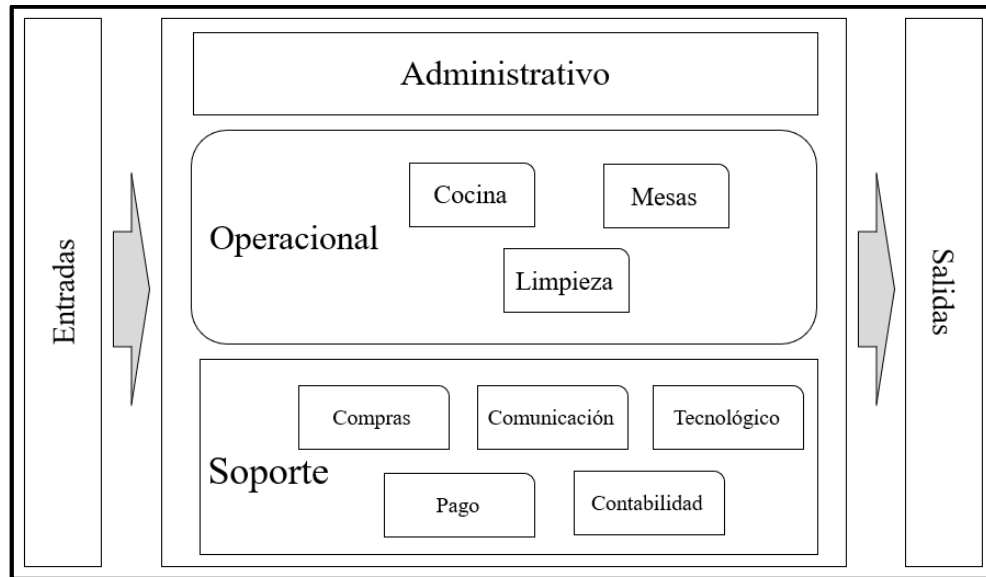 Entradas
Administrativo
Operacional
Cocina
Mesas
Limpieza
Soporte
Compras
Comunicación
Tecnológico
Pago
Contabilidad
Salidas